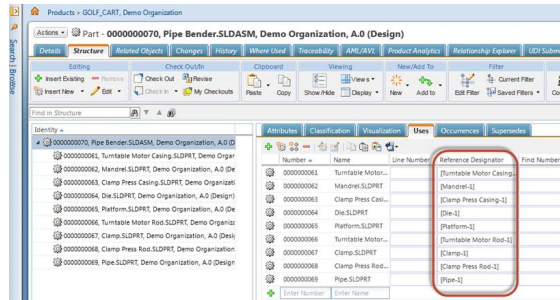 Products > GOLF_CART, Demo Organization
Actions Part - 0000000070, Pipe Bender.SLDASM, Demo Organization, A.0 (Design)
Details Structure Related Objects Changes History Where Used Traceability AML/AVL Product Analytics Relationship Explorer UDI Subm
Search | Browse
Editing Check Out/In Clipboard Viewing New/Add To Filter
Insert Existing Remove Check Out Revise Views Current Filter
Insert New Edit Check In My Checkouts Paste Copy Show/Hide Display New Add to Edit Filter Saved Filters Co
Find in Structure
Identity
Attributes Classification Visualization Uses Occurrences Supersedes
0000000070, Pipe Bender.SLDASM, Demo Organization, A.0 (D
0000000061, Turntable Motor Casing.SLDPRT, Demo Organ
0000000062, Mandrel.SLDPRT, Demo Organization, A.0 (De
0000000063, Clamp Press Casing.SLDPRT, Demo Organizati
0000000064, Die.SLDPRT, Demo Organization, A.0 (Design)
0000000065, Platform.SLDPRT, Demo Organization, A.0 (De
0000000066, Turntable Motor Rod.SLDPRT, Demo Organiza
0000000067, Clamp.SLDPRT, Demo Organization, A.0 (Desig
0000000068, Clamp Press Rod.SLDPRT, Demo Organization
0000000069, Pipe.SLDPRT, Demo Organization, A.0 (Design
Number Name Line Number Reference Designator Find Number
0000000061 Turntable Motor... [Turntable Motor Casing...
0000000062 Mandrel.SLDPRT [Mandrel-1]
0000000063 Clamp Press Casi... [Clamp Press Casing-1]
0000000064 Die.SLDPRT [Die-1]
0000000065 Platform.SLDPRT [Platform-1]
0000000066 Turntable Motor... [Turntable Motor Rod-1]
0000000067 Clamp.SLDPRT [Clamp-1]
0000000068 Clamp Press Rod... [Clamp Press Rod-1]
0000000069 Pipe.SLDPRT [Pipe-1]
Enter Number Enter Name